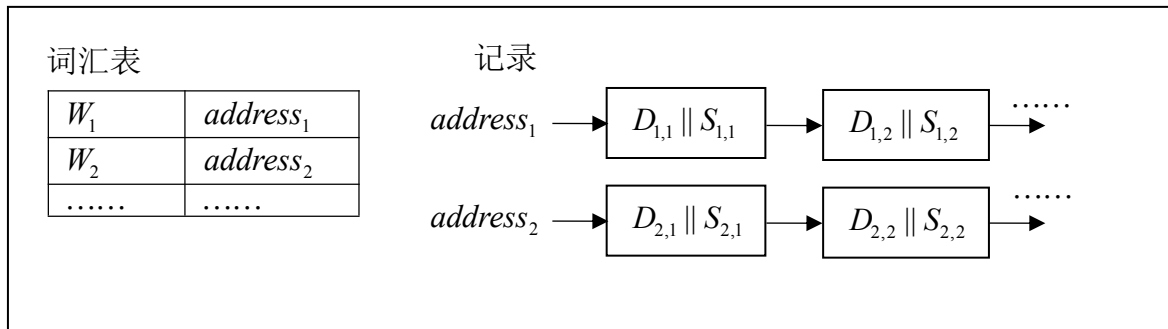 词汇表
W₁ address₁
W₂ address₂
…… ……
记录
address₁ D₁,₁ || S₁,₁ D₁,₂ || S₁,₂ ……
address₂ D₂,₁ || S₂,₁ D₂,₂ || S₂,₂ ……